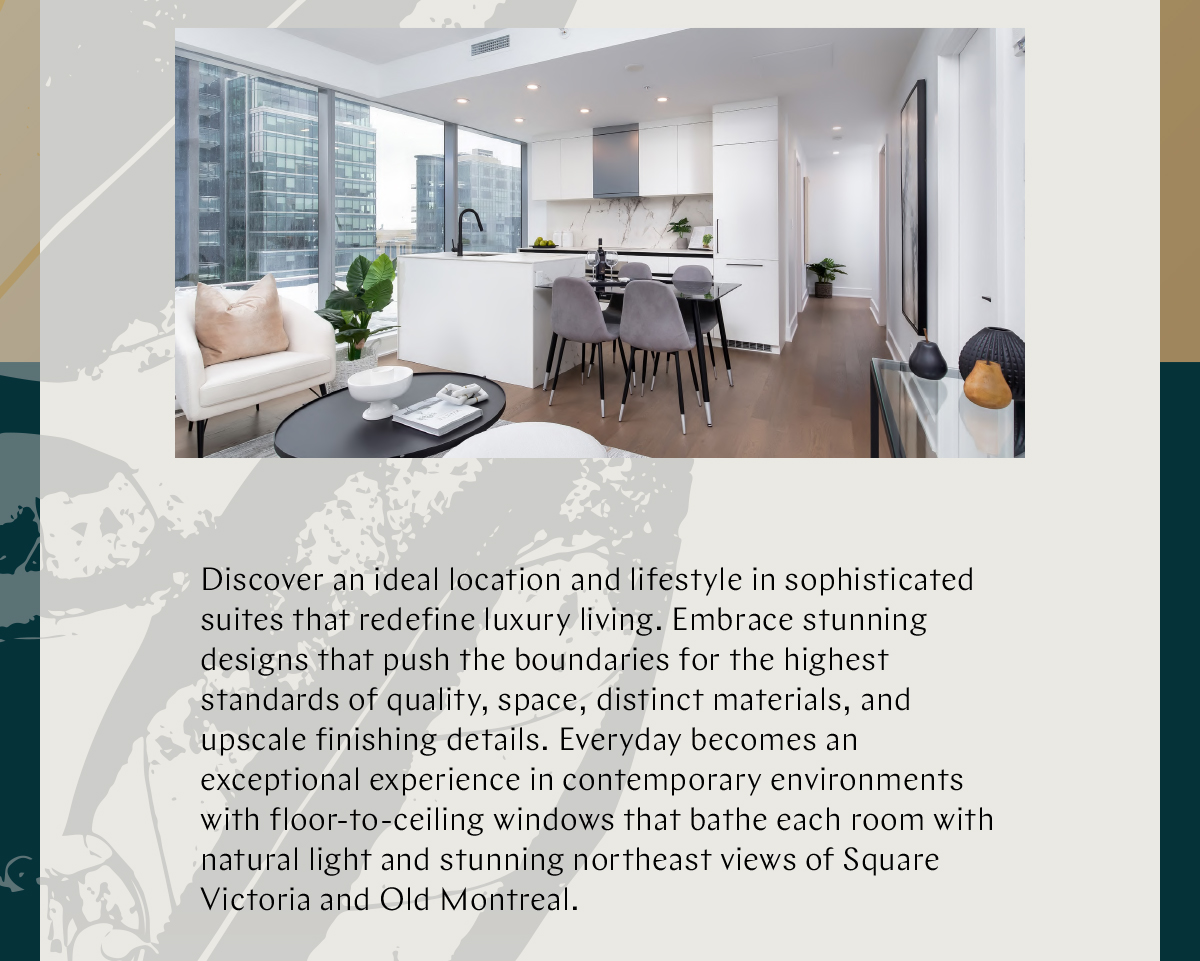 Discover an ideal location and lifestyle in sophisticated
suites that redefine luxury living. Embrace stunning
designs that push the boundaries for the highest
standards of quality, space, distinct materials, and
upscale finishing details. Everyday becomes an
exceptional experience in contemporary environments
with floor-to-ceiling windows that bathe each room with
natural light and stunning northeast views of Square
Victoria and Old Montreal.